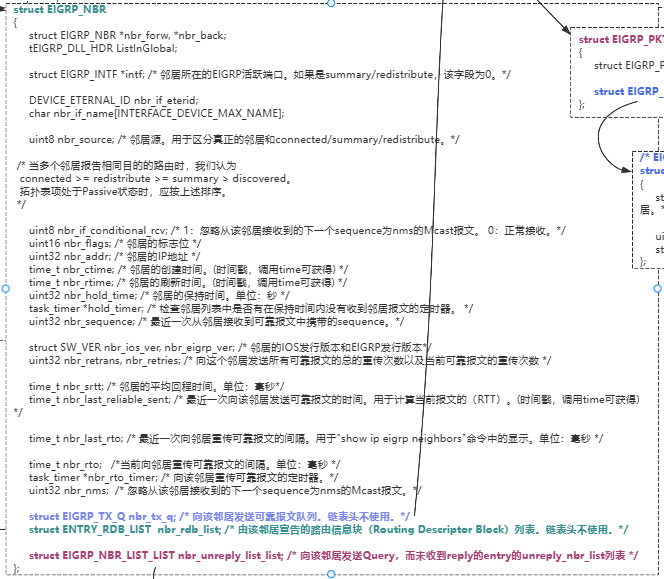 struct EIGRP_NBR
{
struct EIGRP_NBR *nbr_forw, *nbr_back;
tEIGRP_DLL_HDR ListInGlobal;
struct EIGRP_INTF *intf; /* 邻居所在的EIGRP活跃端口。如果是summary/redistribute，该字段为0。*/
DEVICE_ETERNAL_ID nbr_if_eterid;
char nbr_if_name[INTERFACE_DEVICE_MAX_NAME];
uint8 nbr_source; /* 邻居源。用于区分真正的邻居和connected/summary/redistribute。*/
/* 当多个邻居报告相同目的的路由时，我们认为
connected >= redistribute >= summary > discovered。
拓扑表项处于Passive状态时，应按上述排序。
*/
uint8 nbr_if_conditional_rcv; /* 1：忽略从该邻居接收到的下一个sequence为nms的Mcast报文。 0：正常接收。*/
uint16 nbr_flags; /* 邻居的标志位 */
uint32 nbr_addr; /* 邻居的IP地址 */
time_t nbr_ctime; /* 邻居的创建时间。(时间戳，调用time可获得) */
time_t nbr_rtime; /* 邻居的刷新时间。(时间戳，调用time可获得) */
uint32 nbr_hold_time; /* 邻居的保持时间。单位：秒 */
task_timer *hold_timer; /* 检查邻居列表中是否有在保持时间内没有收到邻居报文的定时器。 */
uint32 nbr_sequence; /* 最近一次从邻居接收到可靠报文中携带的sequence。*/
struct SW_VER nbr_ios_ver, nbr_eigrp_ver; /* 邻居的IOS发行版本和EIGRP发行版本*/
uint32 nbr_retrans, nbr_retries; /* 向这个邻居发送所有可靠报文的总的重传次数以及当前可靠报文的重传次数 */
time_t nbr_srtt; /* 邻居的平均回程时间。单位：毫秒*/
time_t nbr_last_reliable_sent; /* 最近一次向该邻居发送可靠报文的时间。用于计算当前报文的（RTT）。(时间戳，调用time可获得)
*/
time_t nbr_last_rto; /* 最近一次向邻居重传可靠报文的间隔。用于"show ip eigrp neighbors"命令中的显示。单位：毫秒 */
time_t nbr_rto; /*当前向邻居重传可靠报文的间隔。单位：毫秒 */
task_timer *nbr_rto_timer; /* 向该邻居重传可靠报文的定时器。*/
uint32 nbr_nms; /* 忽略从该邻居接收到的下一个sequence为nms的Mcast报文。*/
struct EIGRP_TX_Q nbr_tx_q; /* 向该邻居发送可靠报文队列。链表头不使用。*/
struct ENTRY_RDB_LIST nbr_rdb_list; /* 由该邻居宣告的路由信息块（Routing Descriptor Block）列表。链表头不使用。*/
struct EIGRP_NBR_LIST_LIST nbr_unreply_list_list; /* 向该邻居发送Query，而未收到reply的entry的unreply_nbr_list列表 */
};
struct EIGRP_PKT
{
struct EIGRP_P
struct EIGRP_
};
/* EI
struc
{
st
居。*
ui
st
};